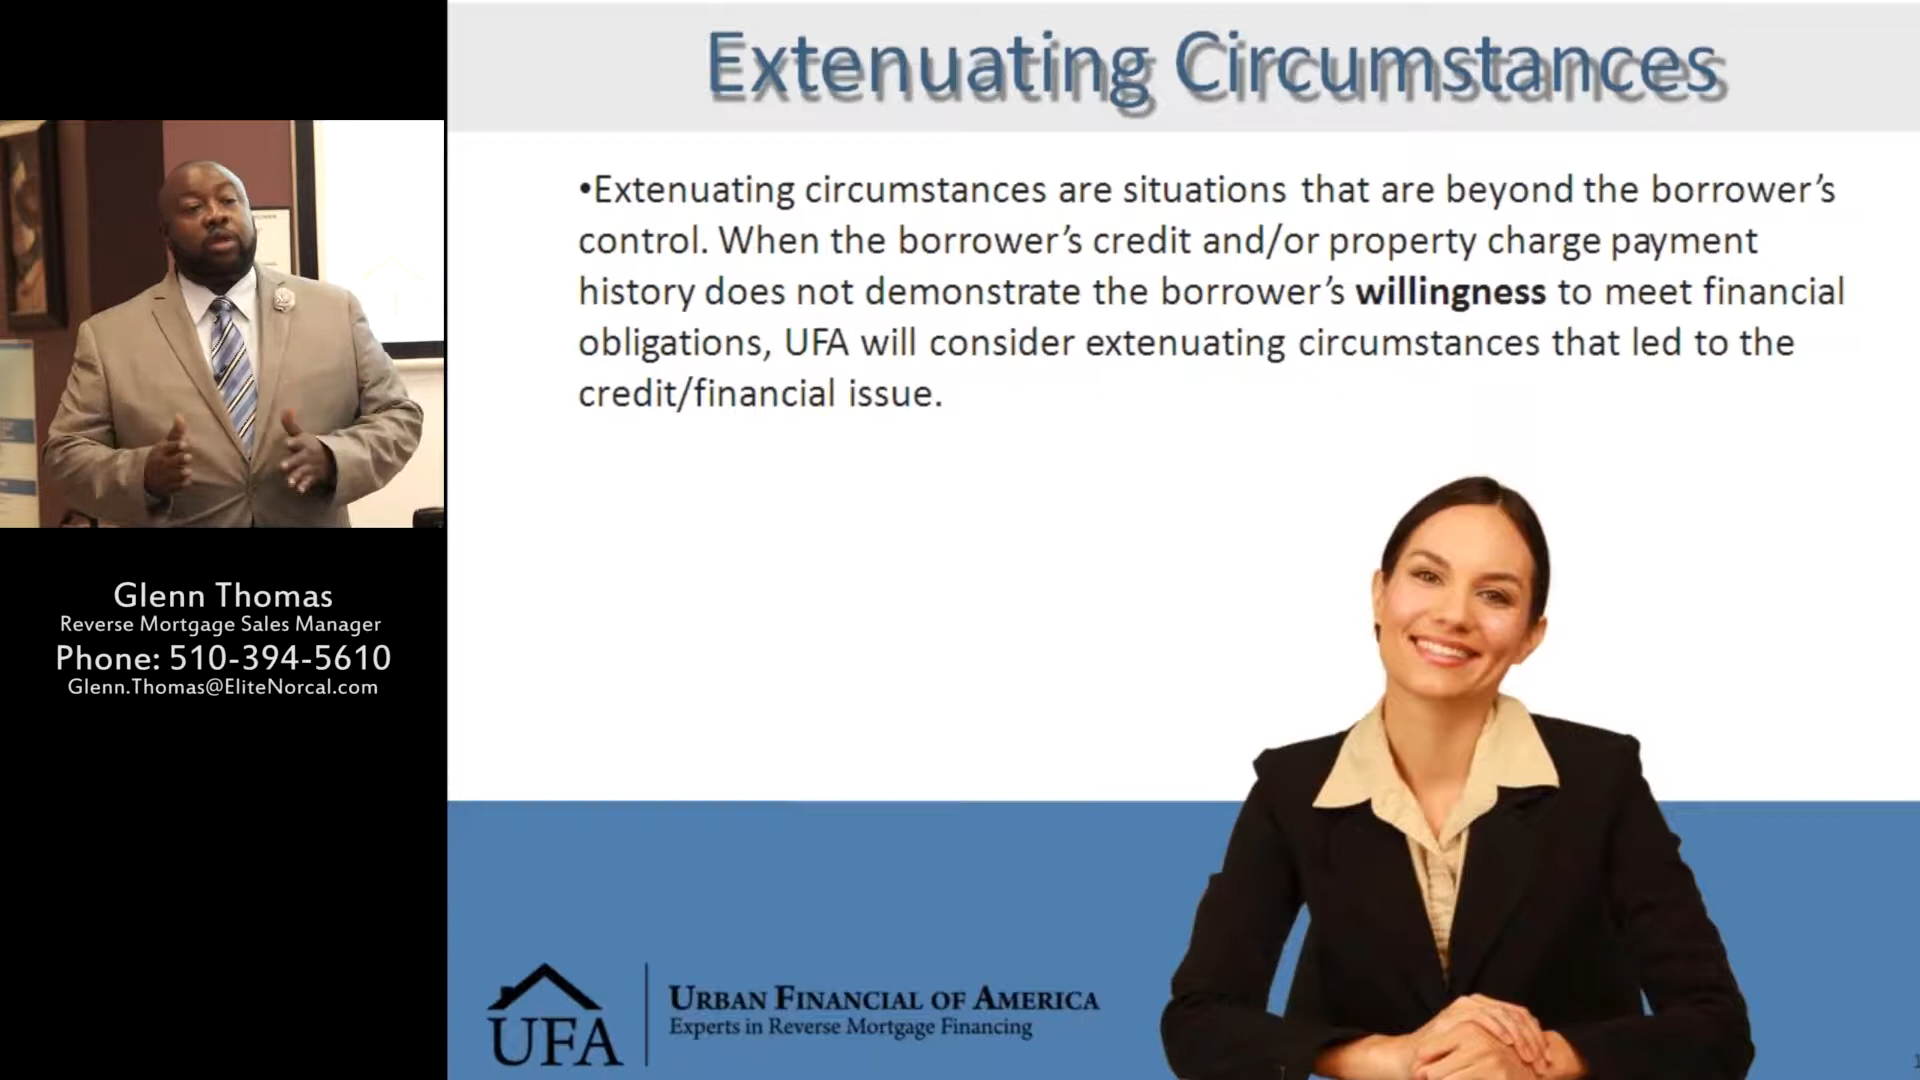 Extenuating Circumstances
•Extenuating circumstances are situations that are beyond the borrower’s
control. When the borrower’s credit and/or property charge payment
history does not demonstrate the borrower’s willingness to meet financial
obligations, UFA will consider extenuating circumstances that led to the
credit/financial issue.
Glenn Thomas
Reverse Mortgage Sales Manager
Phone: 510-394-5610
Glenn.Thomas@EliteNorcal.com
UFA
URBAN FINANCIAL OF AMERICA
Experts in Reverse Mortgage Financing